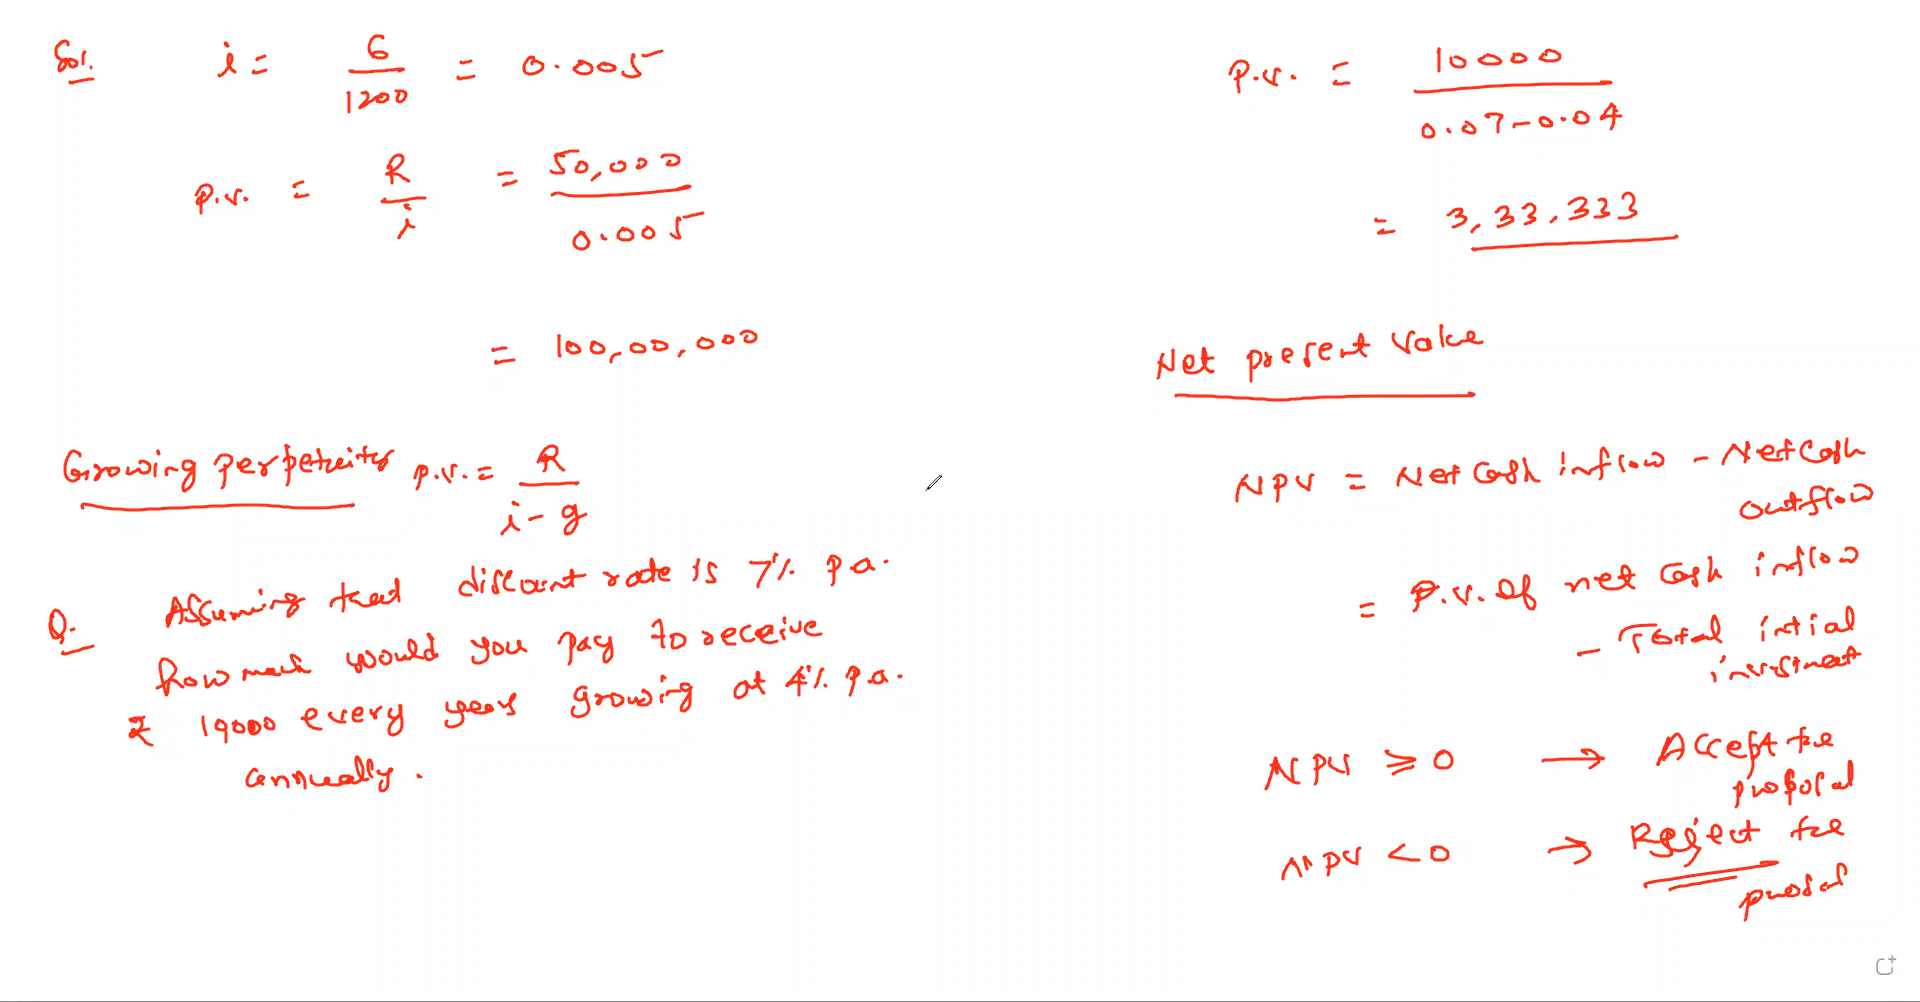 Sol. i = 6/1200 = 0.005
P.V. = R/i = 50,000/0.005
= 100,00,000
Growing perpetuity P.V. = R/i-g
Q. Assuming that discount rate is 7% p.a.
how much would you pay to receive
₹ 10000 every years growing at 4% p.a.
annually.
P.V. = 10000/0.07-0.04
= 3,33,333
Net present value
NPV = Net cash inflow - Net cash
outflow
= P.V. of net cash inflow
- Total intial
investment
NPV ≥ 0 → Accept the
proposal
NPV < 0 → Reject the